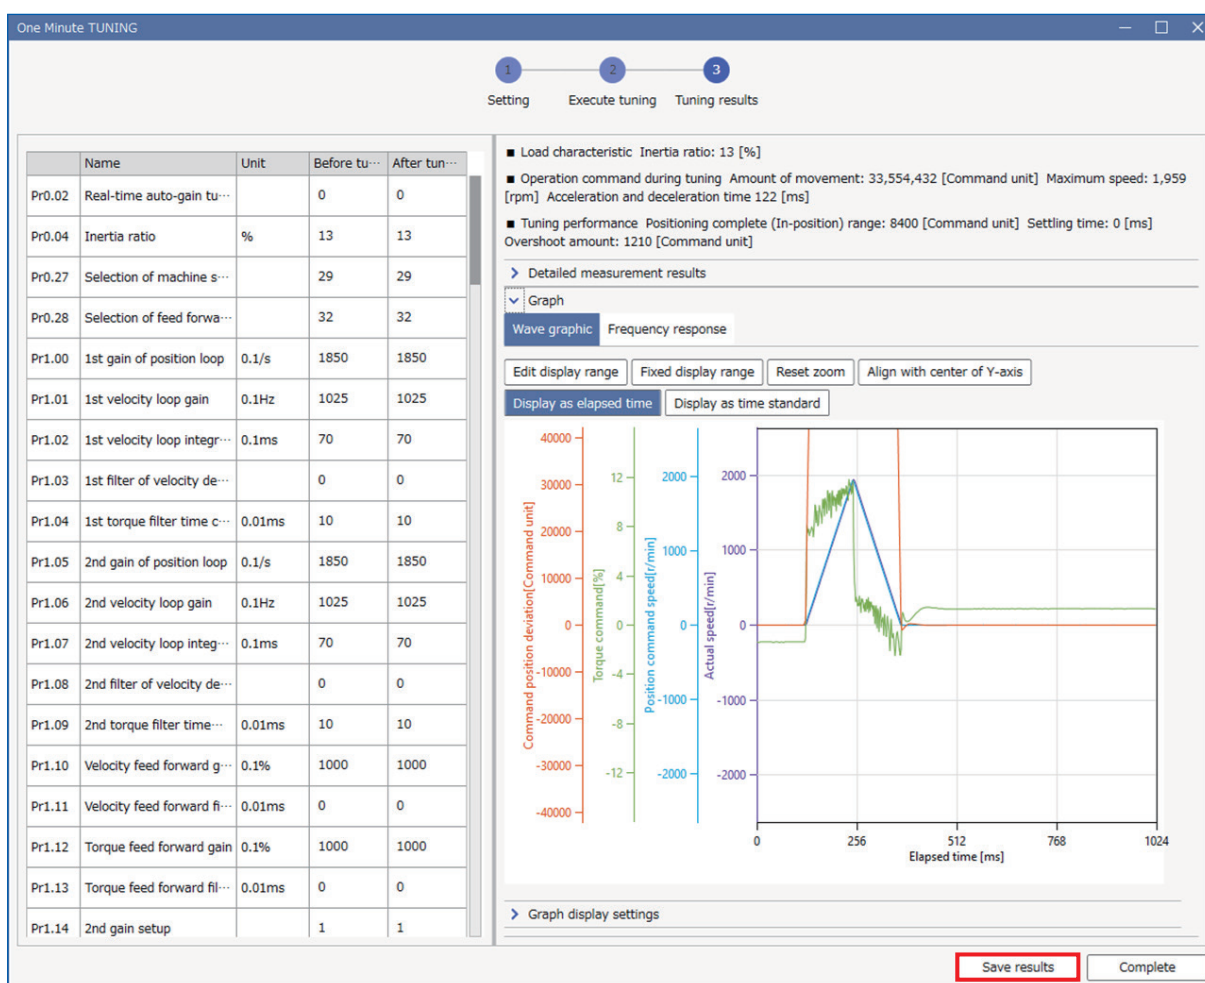 One Minute TUNING
1 2 3
Setting Execute tuning Tuning results
Name Unit Before tu··· After tun···
Pr0.02 Real-time auto-gain tu··· 0 0
Pr0.04 Inertia ratio % 13 13
Pr0.27 Selection of machine s··· 29 29
Pr0.28 Selection of feed forwa··· 32 32
Pr1.00 1st gain of position loop 0.1/s 1850 1850
Pr1.01 1st velocity loop gain 0.1Hz 1025 1025
Pr1.02 1st velocity loop integr··· 0.1ms 70 70
Pr1.03 1st filter of velocity de··· 0 0
Pr1.04 1st torque filter time c··· 0.01ms 10 10
Pr1.05 2nd gain of position loop 0.1/s 1850 1850
Pr1.06 2nd velocity loop gain 0.1Hz 1025 1025
Pr1.07 2nd velocity loop integ··· 0.1ms 70 70
Pr1.08 2nd filter of velocity de··· 0 0
Pr1.09 2nd torque filter time··· 0.01ms 10 10
Pr1.10 Velocity feed forward g··· 0.1% 1000 1000
Pr1.11 Velocity feed forward fi··· 0.01ms 0 0
Pr1.12 Torque feed forward gain 0.1% 1000 1000
Pr1.13 Torque feed forward fil··· 0.01ms 0 0
Pr1.14 2nd gain setup 1 1
■ Load characteristic Inertia ratio: 13 [%]
■ Operation command during tuning Amount of movement: 33,554,432 [Command unit] Maximum speed: 1,959
[rpm] Acceleration and deceleration time 122 [ms]
■ Tuning performance Positioning complete (In-position) range: 8400 [Command unit] Settling time: 0 [ms]
Overshoot amount: 1210 [Command unit]
Detailed measurement results
Graph
Wave graphic Frequency response
Edit display range Fixed display range Reset zoom Align with center of Y-axis
Display as elapsed time Display as time standard
Command position deviation[Command unit]
40000
30000
20000
10000
0
-10000
-20000
-30000
-40000
Torque command[%]
12
8
4
0
-4
-8
-12
Position command speed[r/min]
2000
1000
0
-1000
-2000
Actual speed[r/min]
2000
1000
0
-1000
-2000
0 256 512 768 1024
Elapsed time [ms]
Graph display settings
Save results Complete